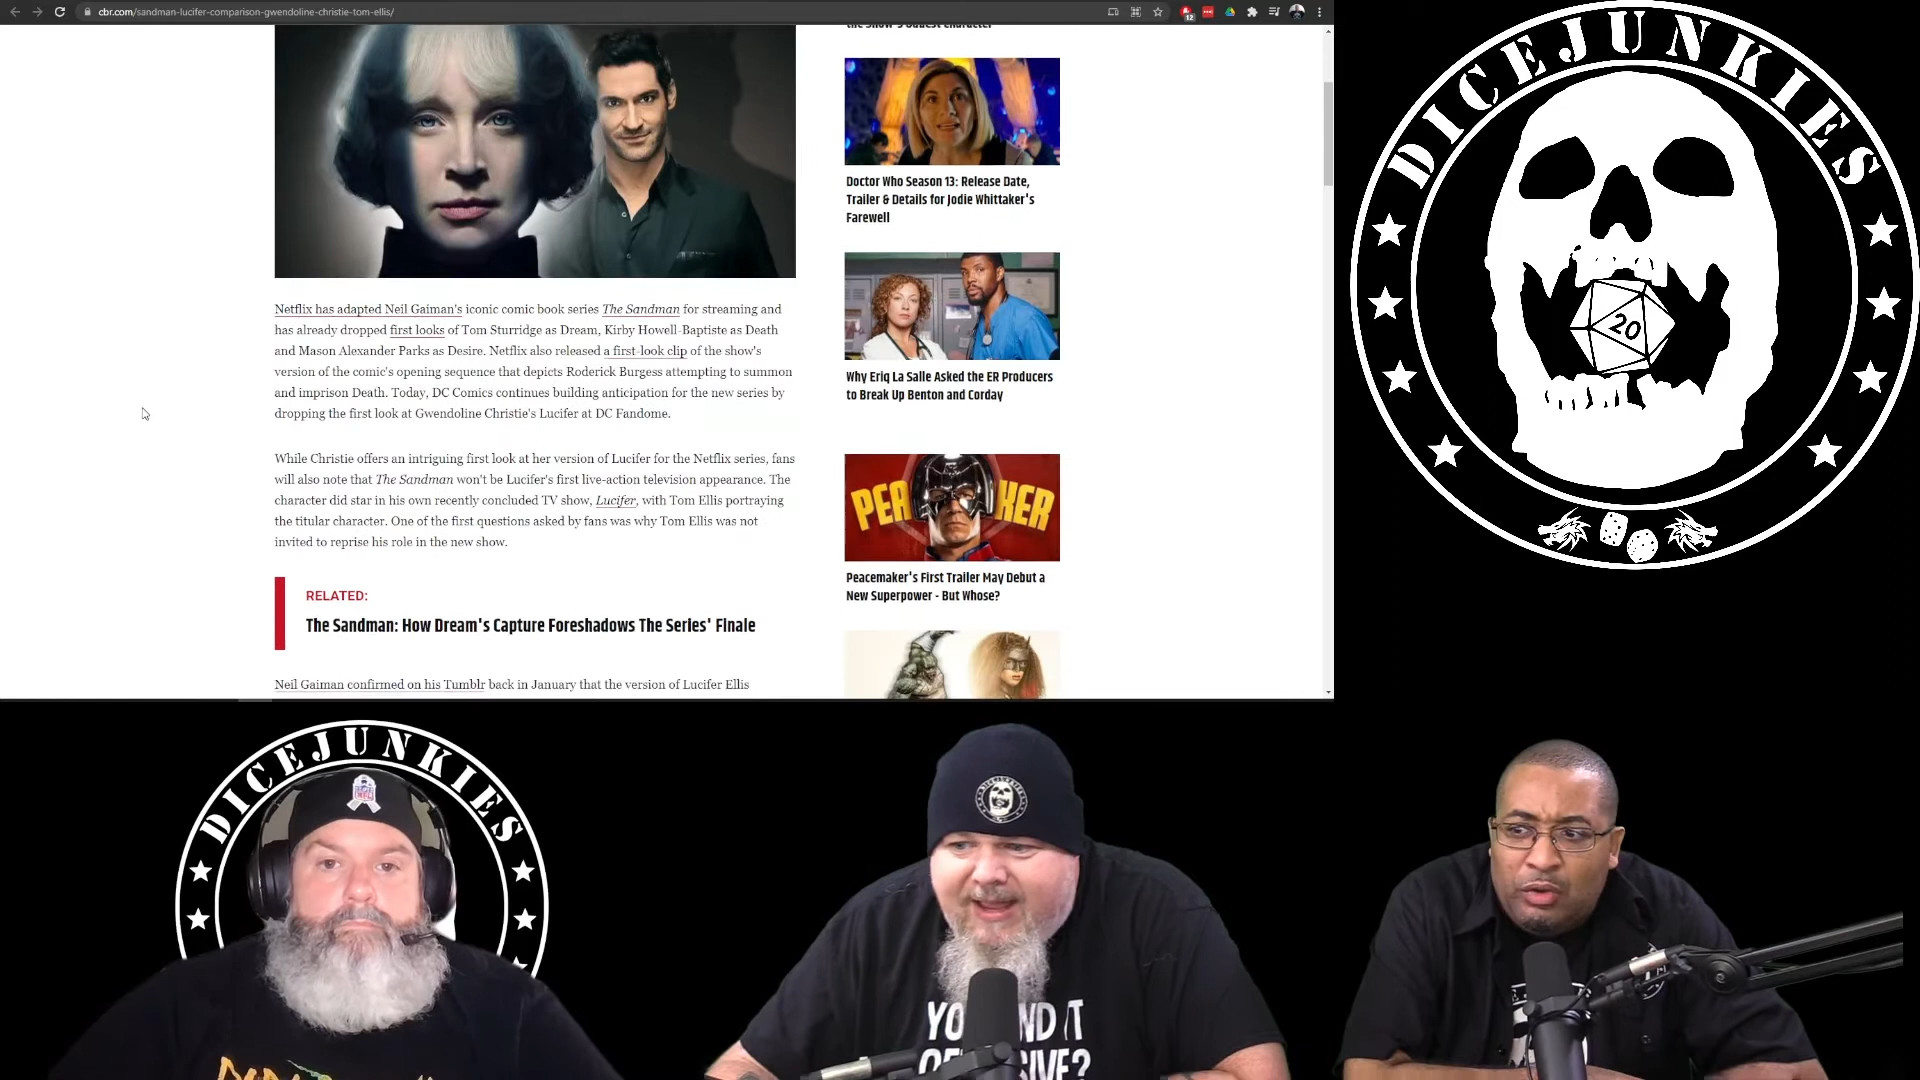 cbr.com/sandman-lucifer-comparison-gwendoline-christie-tom-ellis/
12
Netflix has adapted Neil Gaiman's iconic comic book series The Sandman for streaming and
has already dropped first looks of Tom Sturridge as Dream, Kirby Howell-Baptiste as Death
and Mason Alexander Parks as Desire. Netflix also released a first-look clip of the show's
version of the comic's opening sequence that depicts Roderick Burgess attempting to summon
and imprison Death. Today, DC Comics continues building anticipation for the new series by
dropping the first look at Gwendoline Christie's Lucifer at DC Fandome.
While Christie offers an intriguing first look at her version of Lucifer for the Netflix series, fans
will also note that The Sandman won't be Lucifer's first live-action television appearance. The
character did star in his own recently concluded TV show, Lucifer, with Tom Ellis portraying
the titular character. One of the first questions asked by fans was why Tom Ellis was not
invited to reprise his role in the new show.
RELATED:
The Sandman: How Dream's Capture Foreshadows The Series' Finale
Neil Gaiman confirmed on his Tumblr back in January that the version of Lucifer Ellis
the Show's Oddest Character
Doctor Who Season 13: Release Date,
Trailer & Details for Jodie Whittaker's
Farewell
Why Eriq La Salle Asked the ER Producers
to Break Up Benton and Corday
PEA KER
Peacemaker's First Trailer May Debut a
New Superpower - But Whose?
DICEJUNKIES
20
DICEJUNKIES
NFL